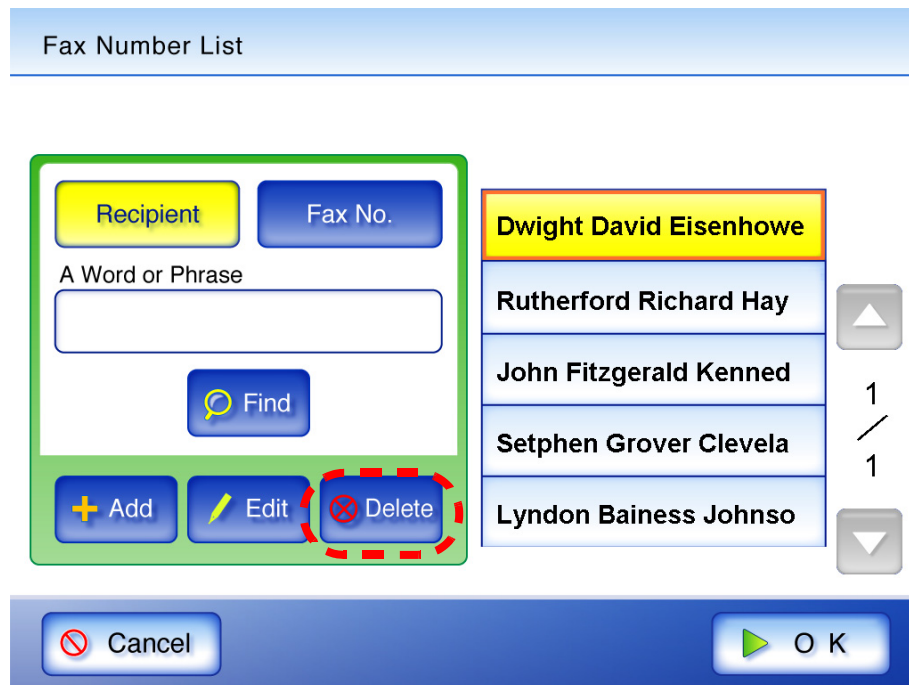 Fax Number List
Recipient
Fax No.
A Word or Phrase
Find
Add
Edit
Delete
Dwight David Eisenhowe
Rutherford Richard Hay
John Fitzgerald Kenned
Setphen Grover Clevela
Lyndon Bainess Johnso
1
/
1
Cancel
O K